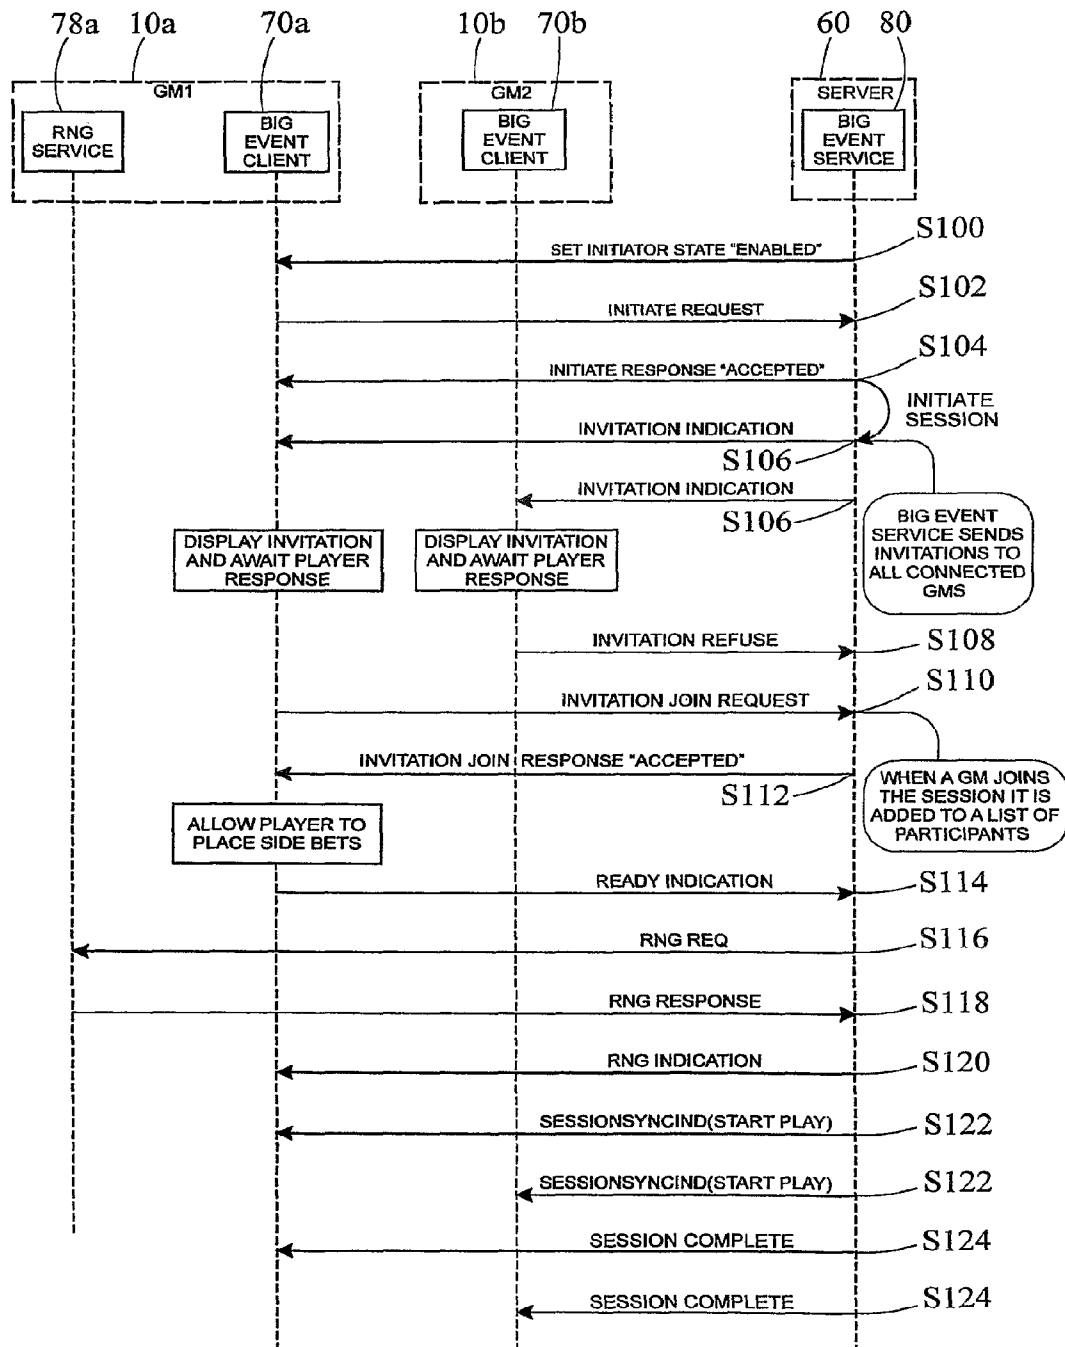 78a 10a 70a 10b 70b 60 80
GM1
GM2
SERVER
RNG
SERVICE
BIG
EVENT
CLIENT
BIG
EVENT
CLIENT
BIG
EVENT
SERVICE
SET INITIATOR STATE "ENABLED"
S100
INITIATE REQUEST
S102
INITIATE RESPONSE "ACCEPTED"
S104
INITIATE
SESSION
INVITATION INDICATION
S106
INVITATION INDICATION
S106
BIG EVENT
SERVICE SENDS
INVITATIONS TO
ALL CONNECTED
GMS
DISPLAY INVITATION
AND AWAIT PLAYER
RESPONSE
DISPLAY INVITATION
AND AWAIT PLAYER
RESPONSE
INVITATION REFUSE
S108
INVITATION JOIN REQUEST
S110
INVITATION JOIN RESPONSE "ACCEPTED"
S112
WHEN A GM JOINS
THE SESSION IT IS
ADDED TO A LIST OF
PARTICIPANTS
ALLOW PLAYER TO
PLACE SIDE BETS
READY INDICATION
S114
RNG REQ
S116
RNG RESPONSE
S118
RNG INDICATION
S120
SESSIONSYNCIND(START PLAY)
S122
SESSIONSYNCIND(START PLAY)
S122
SESSION COMPLETE
S124
SESSION COMPLETE
S124